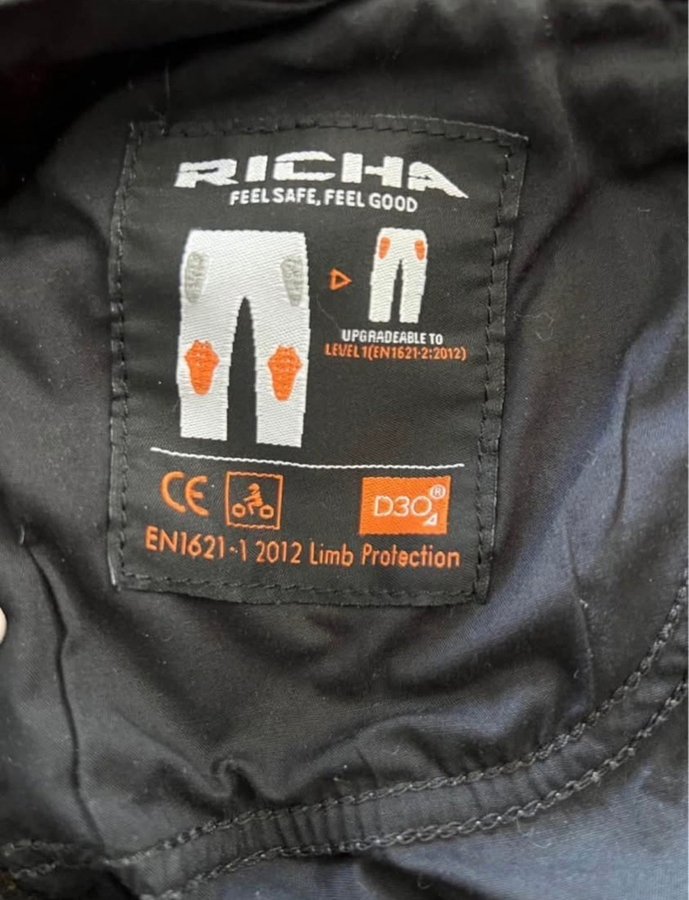 RICHA
FEEL SAFE, FEEL GOOD
UPGRADEABLE TO
LEVEL 1(EN1621-2:2012)
CE
D3O®
EN1621-1 2012 Limb Protection